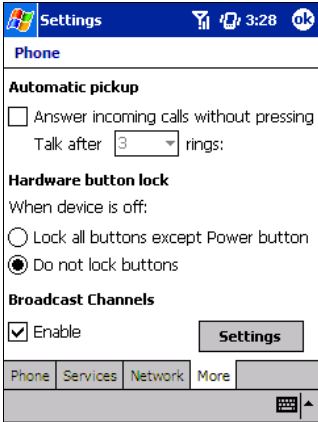 Settings 3:28 ok
Phone
Automatic pickup
Answer incoming calls without pressing
Talk after 3 rings:
Hardware button lock
When device is off:
Lock all buttons except Power button
Do not lock buttons
Broadcast Channels
Enable Settings
Phone Services Network More